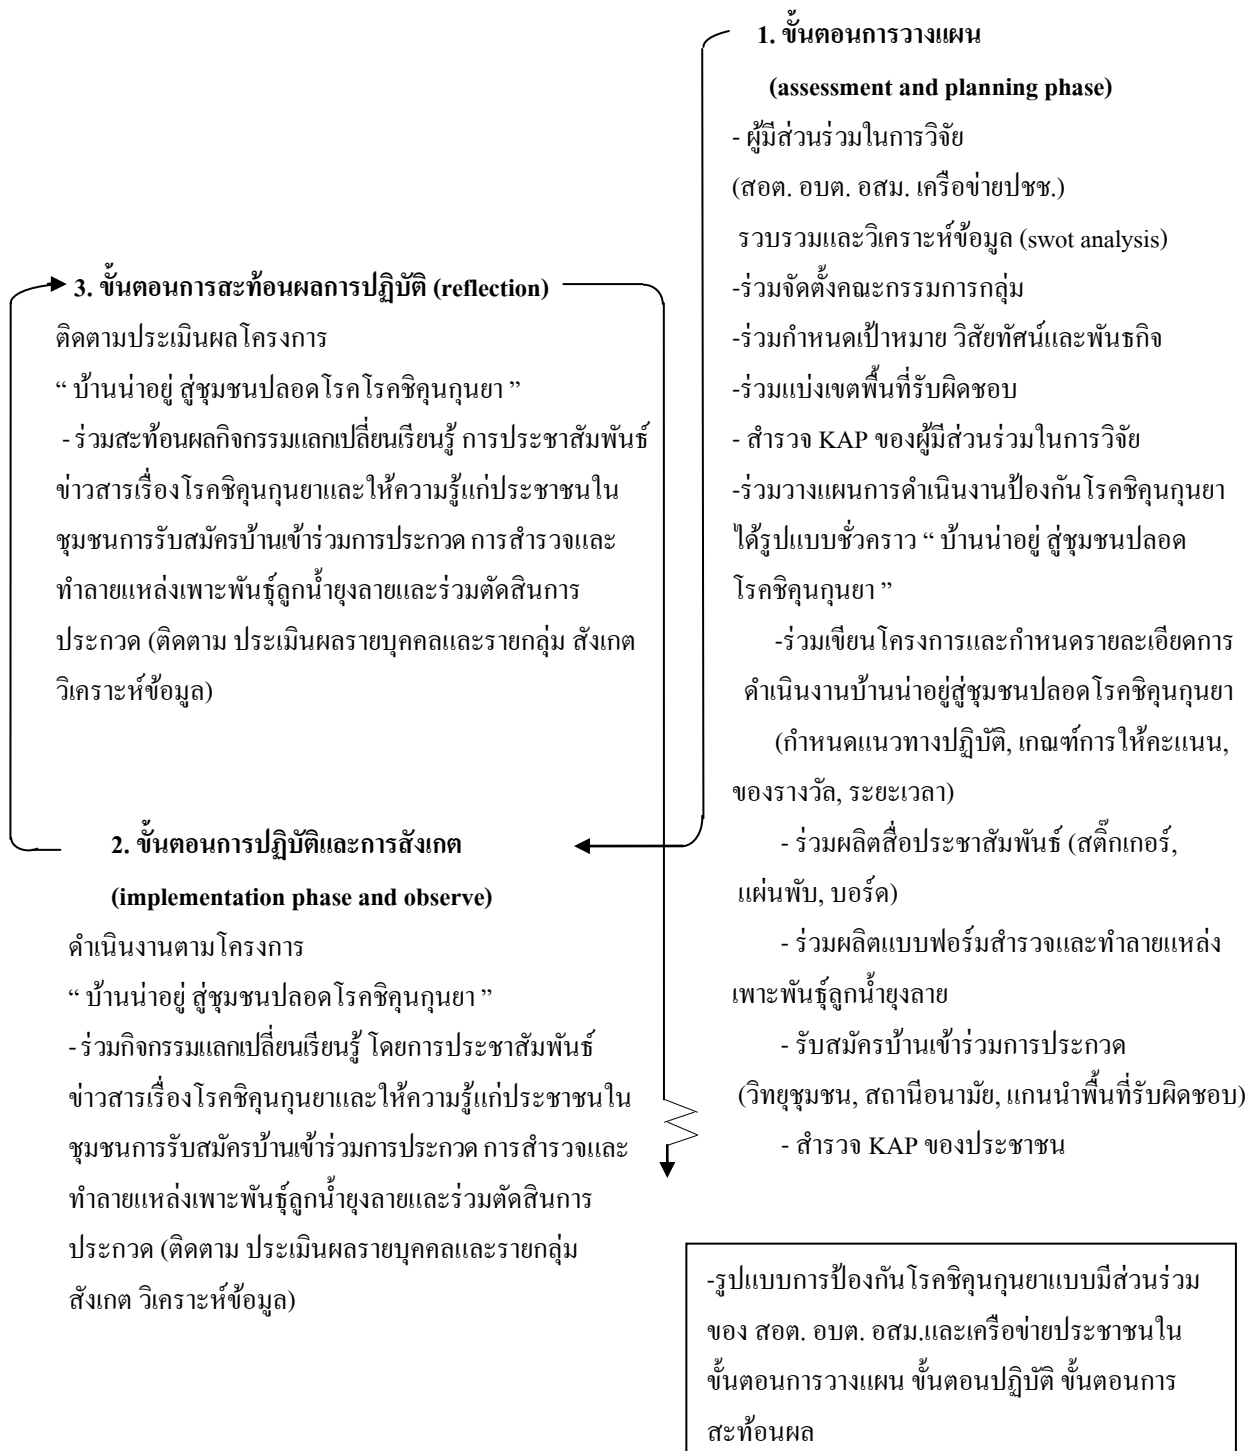 1. ขั้นตอนการวางแผน
(assessment and planning phase)
- ผู้มีส่วนร่วมในการวิจัย
(สอต. อบต. อสม. เครือข่ายปชช.)
รวบรวมและวิเคราะห์ข้อมูล (swot analysis)
-ร่วมจัดตั้งคณะกรรมการกลุ่ม
-ร่วมกำหนดเป้าหมาย วิสัยทัศน์และพันธกิจ
-ร่วมแบ่งเขตพื้นที่รับผิดชอบ
- สำรวจ KAP ของผู้มีส่วนร่วมในการวิจัย
-ร่วมวางแผนการดำเนินงานป้องกันโรคชิคุนกุนยา
ได้รูปแบบชั่วคราว “ บ้านน่าอยู่ สู่ชุมชนปลอด
โรคชิคุนกุนยา ”
-ร่วมเขียนโครงการและกำหนดรายละเอียดการ
ดำเนินงานบ้านน่าอยู่สู่ชุมชนปลอดโรคชิคุนกุนยา
(กำหนดแนวทางปฏิบัติ, เกณฑ์การให้คะแนน,
ของรางวัล, ระยะเวลา)
- ร่วมผลิตสื่อประชาสัมพันธ์ (สติ๊กเกอร์,
แผ่นพับ, บอร์ด)
- ร่วมผลิตแบบฟอร์มสำรวจและทำลายแหล่ง
เพาะพันธุ์ลูกน้ำยุงลาย
- รับสมัครบ้านเข้าร่วมการประกวด
(วิทยุชุมชน, สถานีอนามัย, แกนนำพื้นที่รับผิดชอบ)
- สำรวจ KAP ของประชาชน
2. ขั้นตอนการปฏิบัติและการสังเกต
(implementation phase and observe)
ดำเนินงานตามโครงการ
“ บ้านน่าอยู่ สู่ชุมชนปลอดโรคชิคุนกุนยา ”
- ร่วมกิจกรรมแลกเปลี่ยนเรียนรู้ โดยการประชาสัมพันธ์
ข่าวสารเรื่องโรคชิคุนกุนยาและให้ความรู้แก่ประชาชนใน
ชุมชนการรับสมัครบ้านเข้าร่วมการประกวด การสำรวจและ
ทำลายแหล่งเพาะพันธุ์ลูกน้ำยุงลายและร่วมตัดสินการ
ประกวด (ติดตาม ประเมินผลรายบุคคลและรายกลุ่ม
สังเกต วิเคราะห์ข้อมูล)
3. ขั้นตอนการสะท้อนผลการปฏิบัติ (reflection)
ติดตามประเมินผลโครงการ
“ บ้านน่าอยู่ สู่ชุมชนปลอดโรคโรคชิคุนกุนยา ”
- ร่วมสะท้อนผลกิจกรรมแลกเปลี่ยนเรียนรู้ การประชาสัมพันธ์
ข่าวสารเรื่องโรคชิคุนกุนยาและให้ความรู้แก่ประชาชนใน
ชุมชนการรับสมัครบ้านเข้าร่วมการประกวด การสำรวจและ
ทำลายแหล่งเพาะพันธุ์ลูกน้ำยุงลายและร่วมตัดสินการ
ประกวด (ติดตาม ประเมินผลรายบุคคลและรายกลุ่ม สังเกต
วิเคราะห์ข้อมูล)
-รูปแบบการป้องกันโรคชิคุนกุนยาแบบมีส่วนร่วม
ของ สอต. อบต. อสม.และเครือข่ายประชาชนใน
ขั้นตอนการวางแผน ขั้นตอนปฏิบัติ ขั้นตอนการ
สะท้อนผล